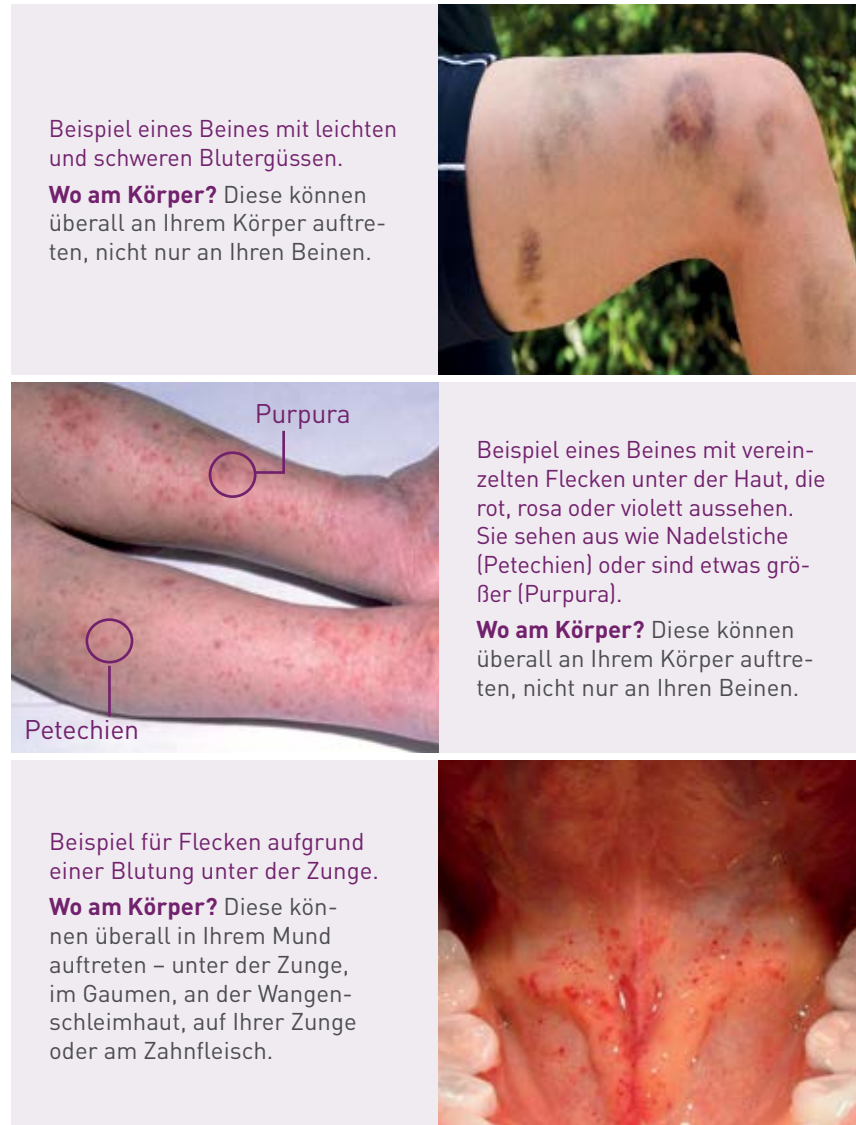 Beispiel eines Beines mit leichten
und schweren Blutergüssen.
Wo am Körper? Diese können
überall an Ihrem Körper auftre-
ten, nicht nur an Ihren Beinen.
Purpura
Petechien
Beispiel eines Beines mit verein-
zelten Flecken unter der Haut, die
rot, rosa oder violett aussehen.
Sie sehen aus wie Nadelstiche
(Petechien) oder sind etwas grö-
ßer (Purpura).
Wo am Körper? Diese können
überall an Ihrem Körper auftre-
ten, nicht nur an Ihren Beinen.
Beispiel für Flecken aufgrund
einer Blutung unter der Zunge.
Wo am Körper? Diese kön-
nen überall in Ihrem Mund
auftreten – unter der Zunge,
im Gaumen, an der Wangen-
schleimhaut, auf Ihrer Zunge
oder am Zahnfleisch.